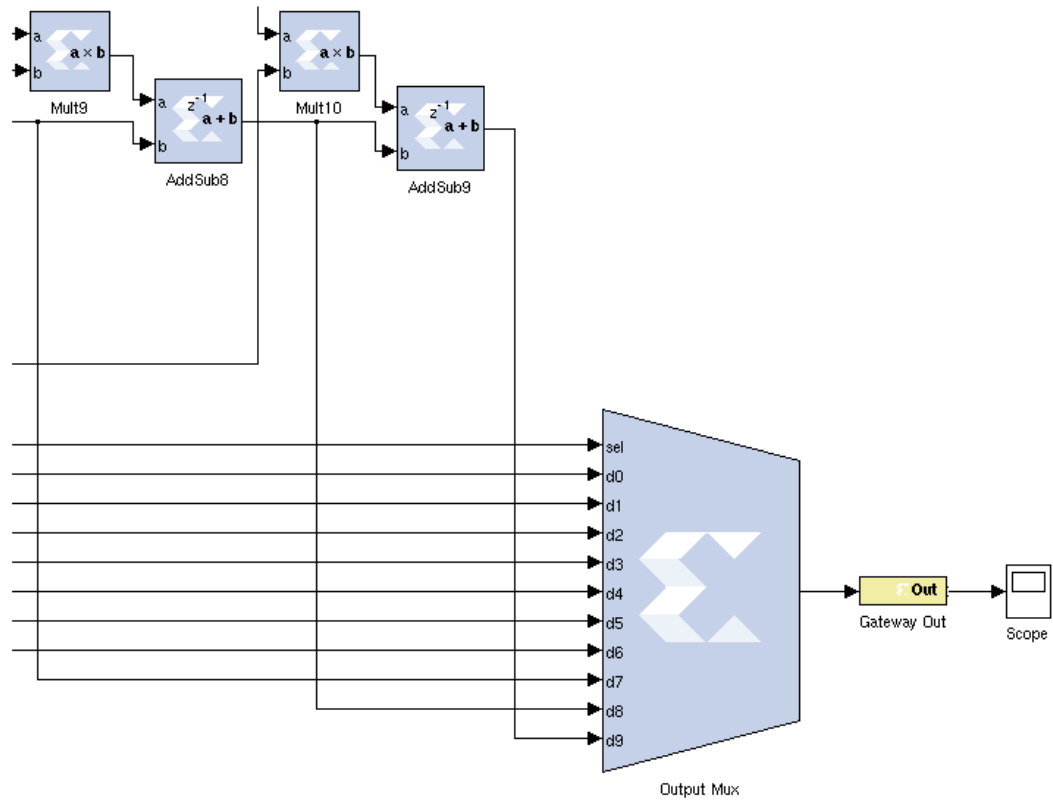 a
b
a × b
Mult9
a
b
z⁻¹
a + b
AddSub8
a
b
a × b
Mult10
a
b
z⁻¹
a + b
AddSub9
sel
d0
d1
d2
d3
d4
d5
d6
d7
d8
d9
Output Mux
Out
Gateway Out
Scope